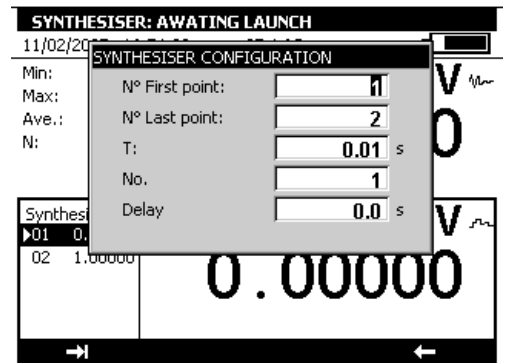 SYNTHESISER: AWATING LAUNCH
11/02/20
SYNTHESISER CONFIGURATION
Min:
Max:
Ave.:
N:
V
0
N° First point: 1
N° Last point: 2
T: 0.01 s
No. 1
Delay 0.0 s
Synthesi
01 0.
02 1.00000
V
0.00000